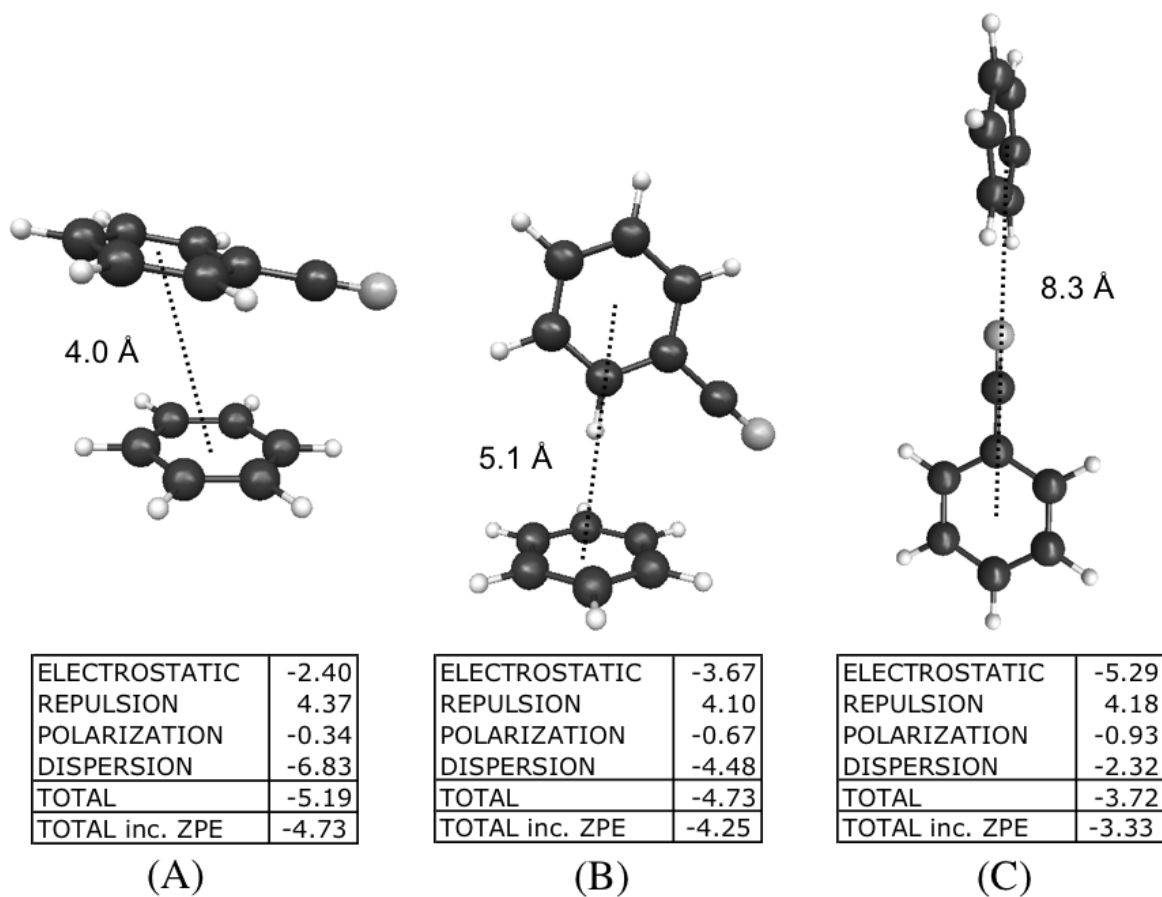 4.0 Å
5.1 Å
8.3 Å
ELECTROSTATIC -2.40
REPULSION 4.37
POLARIZATION -0.34
DISPERSION -6.83
TOTAL -5.19
TOTAL inc. ZPE -4.73
(A)
ELECTROSTATIC -3.67
REPULSION 4.10
POLARIZATION -0.67
DISPERSION -4.48
TOTAL -4.73
TOTAL inc. ZPE -4.25
(B)
ELECTROSTATIC -5.29
REPULSION 4.18
POLARIZATION -0.93
DISPERSION -2.32
TOTAL -3.72
TOTAL inc. ZPE -3.33
(C)